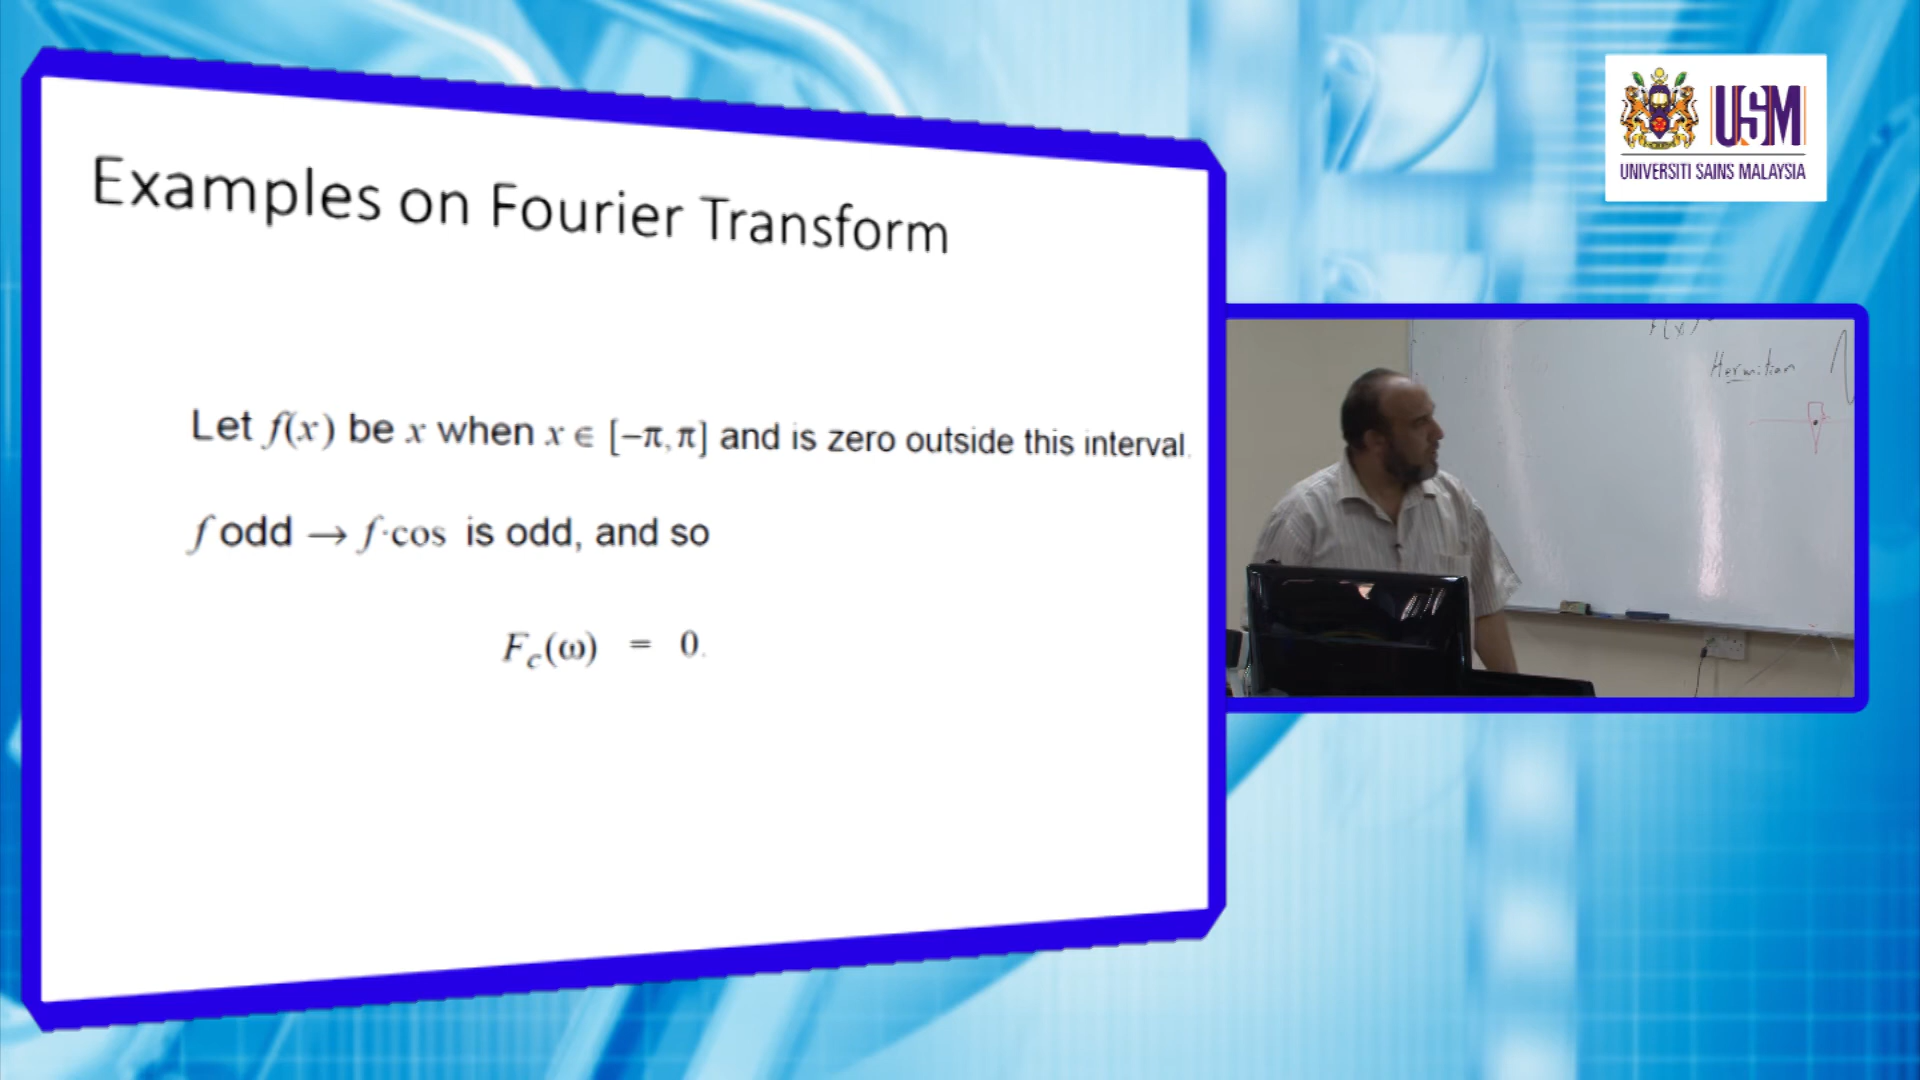 Examples on Fourier Transform
Let f(x) be x when x ∈ [−π, π] and is zero outside this interval.
f odd → f·cos is odd, and so
F_c(ω) = 0.
USM
UNIVERSITI SAINS MALAYSIA
f(x)
Hermitian